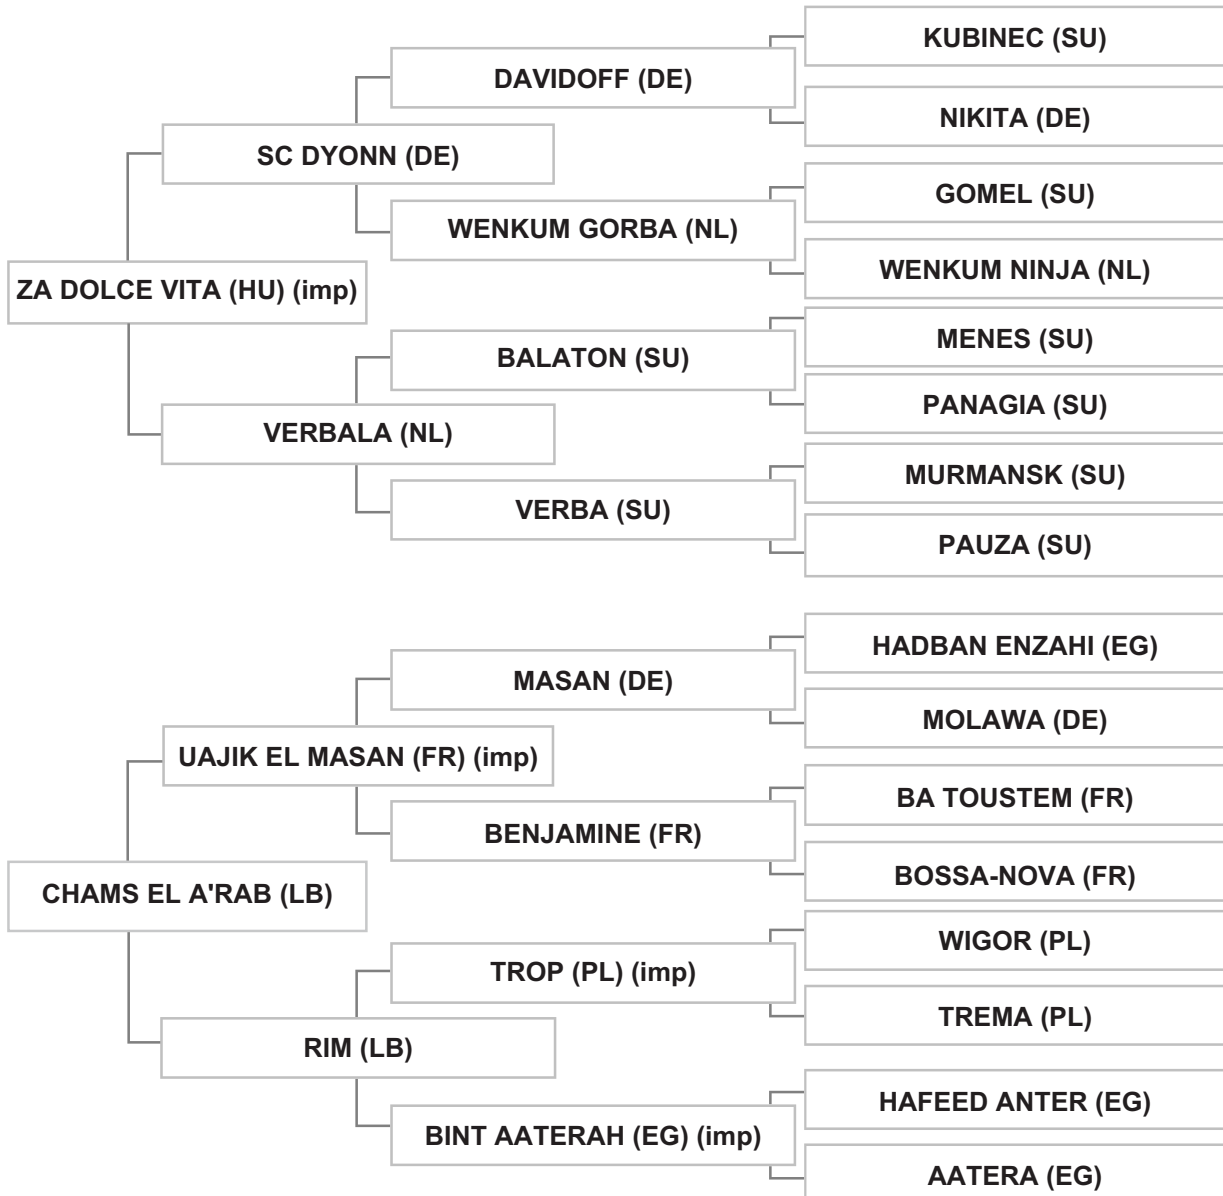 KUBINEC (SU)
DAVIDOFF (DE)
NIKITA (DE)
SC DYONN (DE)
GOMEL (SU)
WENKUM GORBA (NL)
WENKUM NINJA (NL)
ZA DOLCE VITA (HU) (imp)
MENES (SU)
BALATON (SU)
PANAGIA (SU)
VERBALA (NL)
MURMANSK (SU)
VERBA (SU)
PAUZA (SU)
HADBAN ENZAHI (EG)
MASAN (DE)
MOLAWA (DE)
UAJIK EL MASAN (FR) (imp)
BA TOUSTEM (FR)
BENJAMINE (FR)
BOSSA-NOVA (FR)
CHAMS EL A'RAB (LB)
WIGOR (PL)
TROP (PL) (imp)
TREMA (PL)
RIM (LB)
HAFEED ANTER (EG)
BINT AATERAH (EG) (imp)
AATERA (EG)